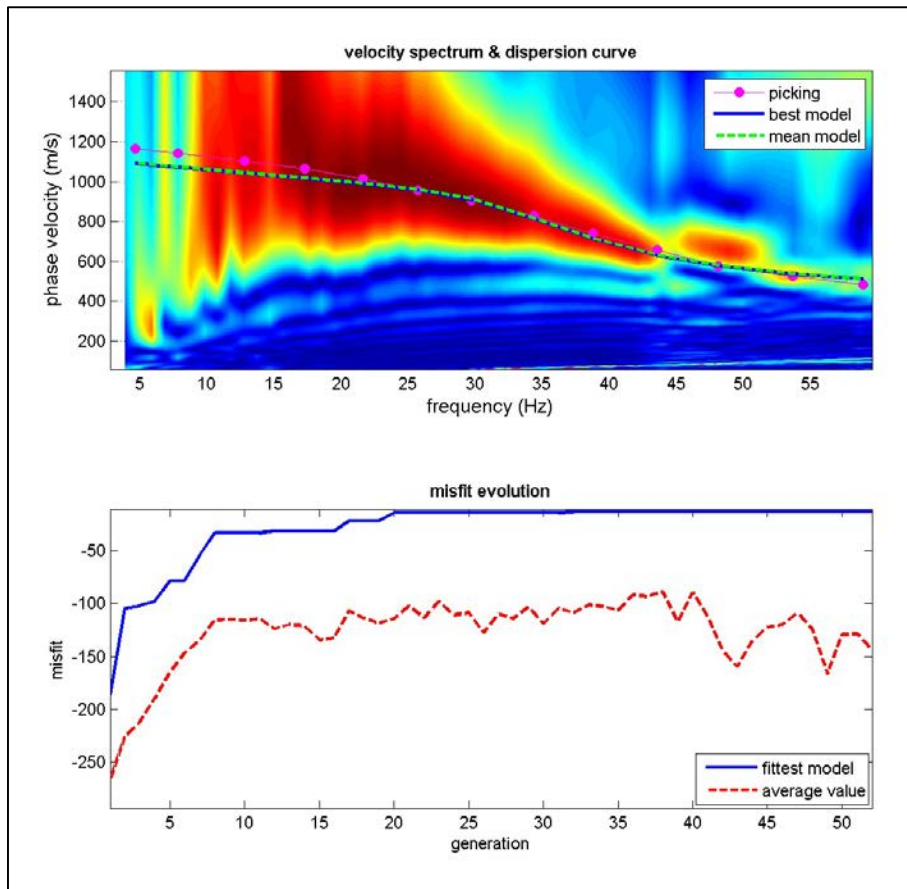 velocity spectrum & dispersion curve
1400
1200
1000
800
600
400
200
phase velocity (m/s)
picking
best model
mean model
5 10 15 20 25 30 35 40 45 50 55
frequency (Hz)
misfit evolution
-50
-100
-150
-200
-250
misfit
fittest model
average value
5 10 15 20 25 30 35 40 45 50
generation